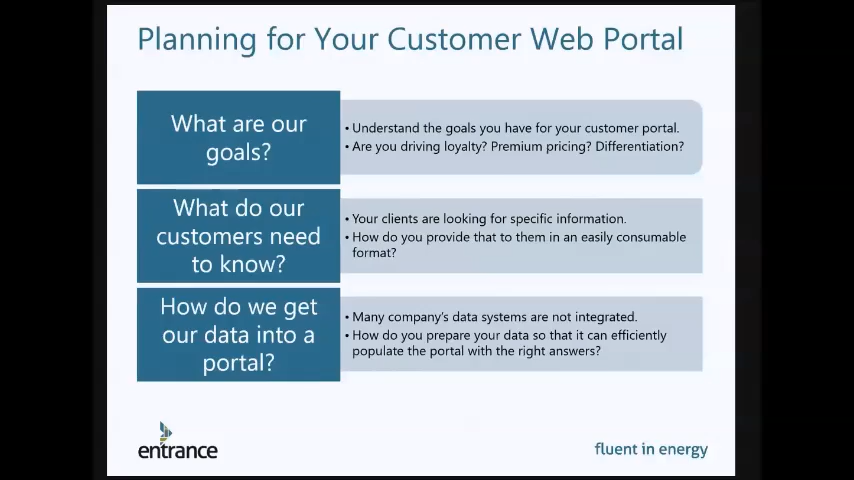 Planning for Your Customer Web Portal
What are our
goals?
• Understand the goals you have for your customer portal.
• Are you driving loyalty? Premium pricing? Differentiation?
What do our
customers need
to know?
• Your clients are looking for specific information.
• How do you provide that to them in an easily consumable
format?
How do we get
our data into a
portal?
• Many company's data systems are not integrated.
• How do you prepare your data so that it can efficiently
populate the portal with the right answers?
entrance
fluent in energy